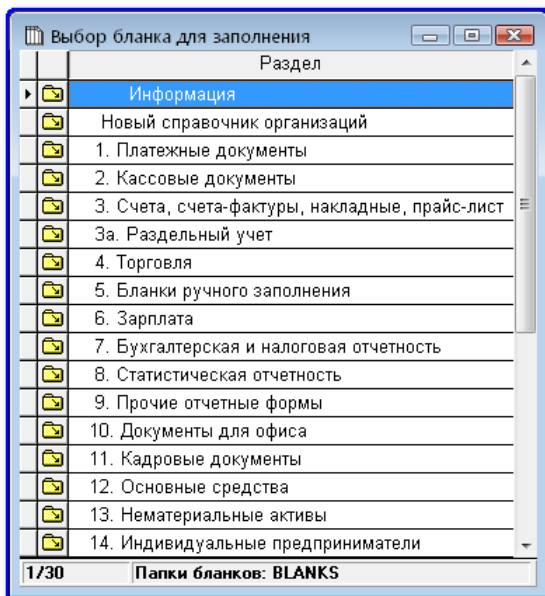 Выбор бланка для заполнения
Раздел
Информация
Новый справочник организаций
1. Платежные документы
2. Кассовые документы
3. Счета, счета-фактуры, накладные, прайс-лист
3а. Раздельный учет
4. Торговля
5. Бланки ручного заполнения
6. Зарплата
7. Бухгалтерская и налоговая отчетность
8. Статистическая отчетность
9. Прочие отчетные формы
10. Документы для офиса
11. Кадровые документы
12. Основные средства
13. Нематериальные активы
14. Индивидуальные предприниматели
1/30 Папки бланков: BLANKS